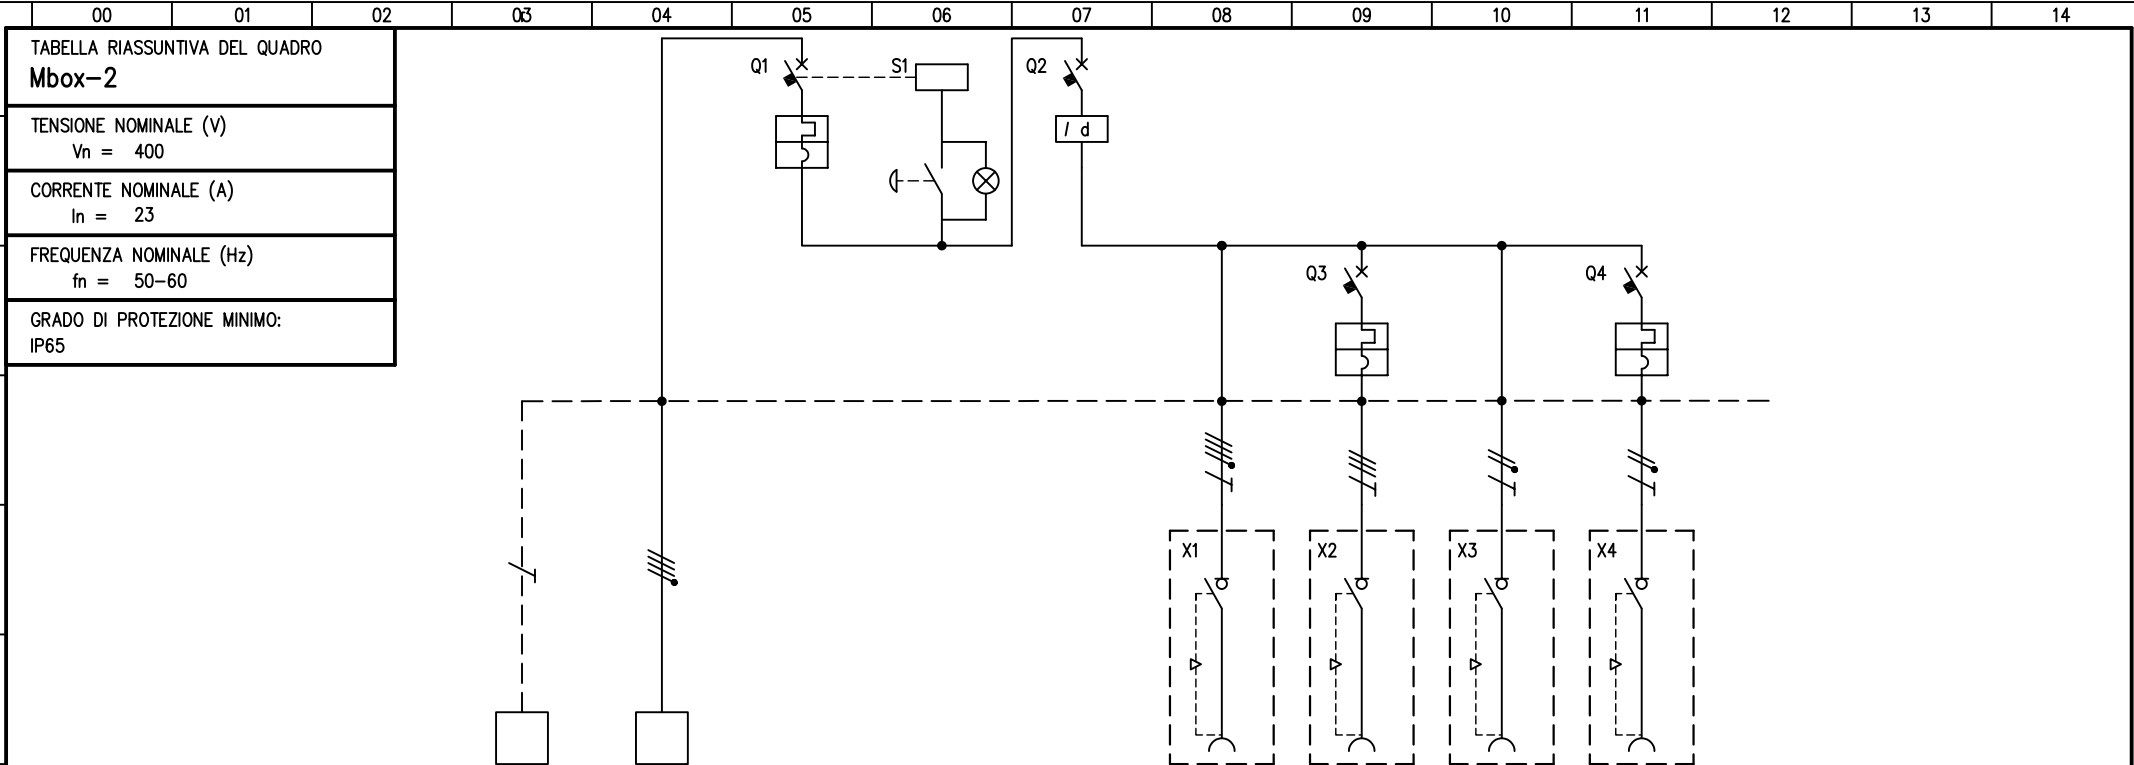 00 01 02 03 04 05 06 07 08 09 10 11 12 13 14
TABELLA RIASSUNTIVA DEL QUADRO
Mbox-2
TENSIONE NOMINALE (V)
Vn = 400
CORRENTE NOMINALE (A)
In = 23
FREQUENZA NOMINALE (Hz)
fn = 50-60
GRADO DI PROTEZIONE MINIMO:
IP65
Q1 S1 Q2
I d
Q3 Q4
X1 X2 X3 X4